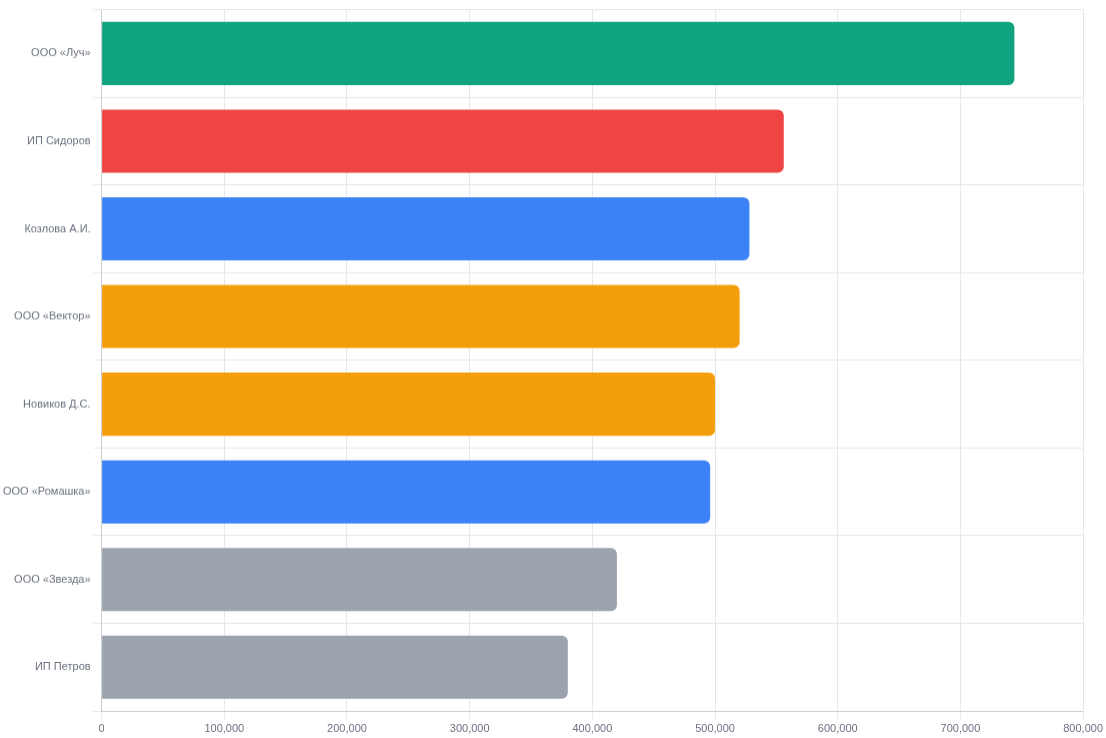 ООО «Луч»
ИП Сидоров
Козлова А.И.
ООО «Вектор»
Новиков Д.С.
ООО «Ромашка»
ООО «Звезда»
ИП Петров
0 100,000 200,000 300,000 400,000 500,000 600,000 700,000 800,000